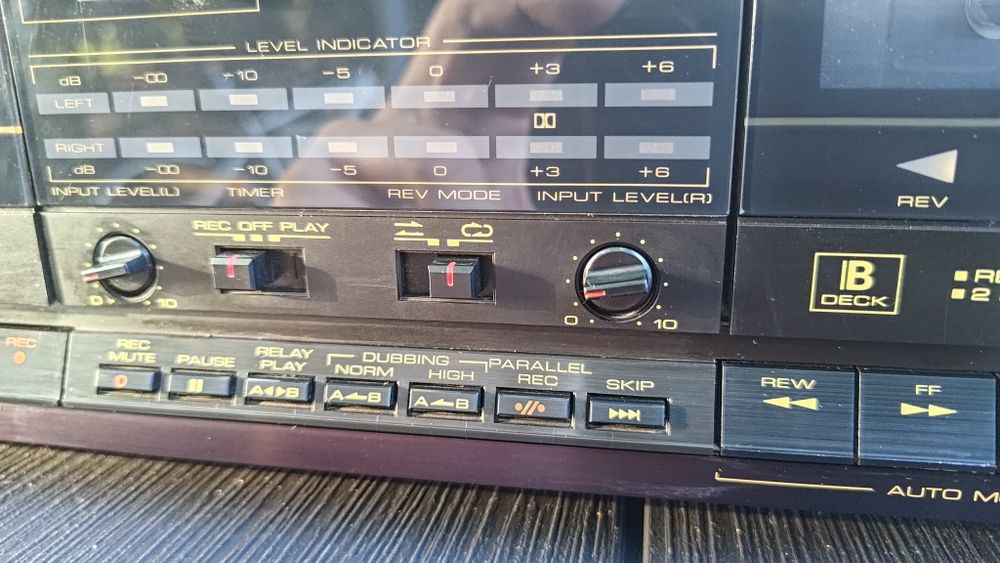 LEVEL INDICATOR
dB -∞ -10 -5 0 +3 +6
LEFT
RIGHT
dB -∞ -10 -5 0 +3 +6
INPUT LEVEL(L) TIMER REV MODE INPUT LEVEL(R)
REV
REC OFF PLAY
0 10
0 10
B
DECK
2
REC
REC MUTE
PAUSE
RELAY PLAY
A B
DUBBING
NORM HIGH
A B
A B
PARALLEL REC
SKIP
REW
FF
AUTO